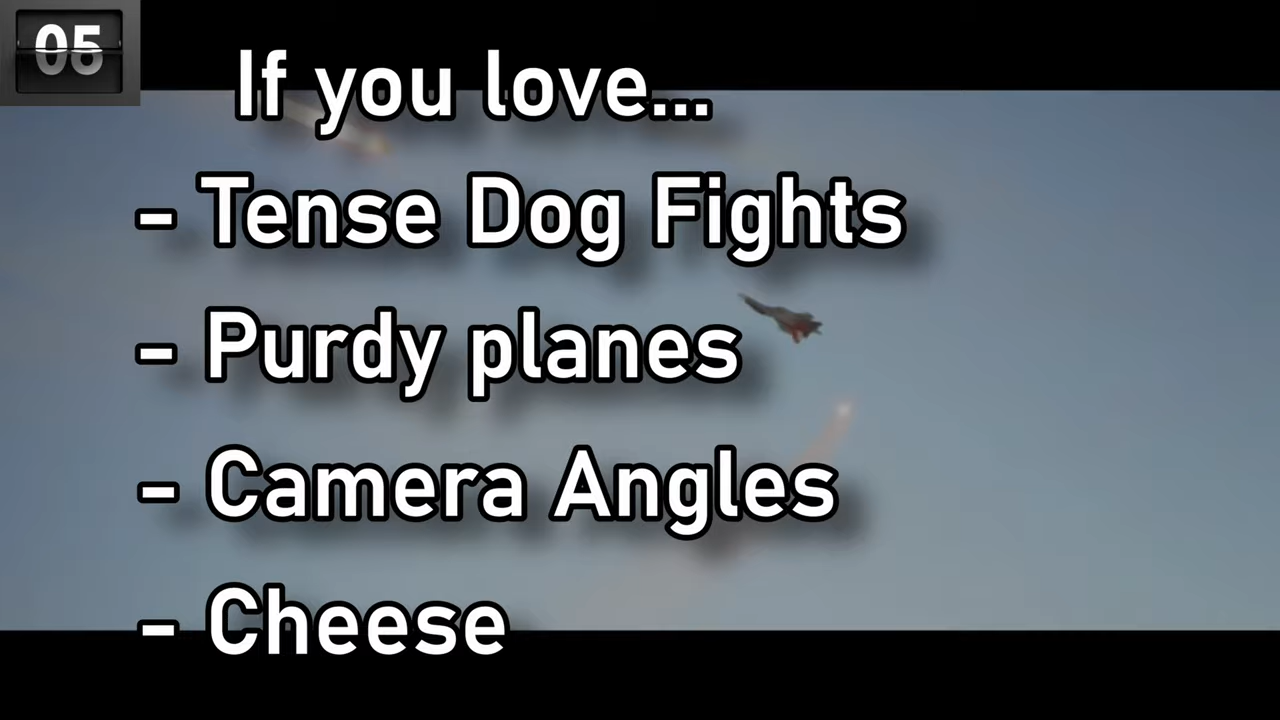 05
If you love...
- Tense Dog Fights
- Purdy planes
- Camera Angles
- Cheese